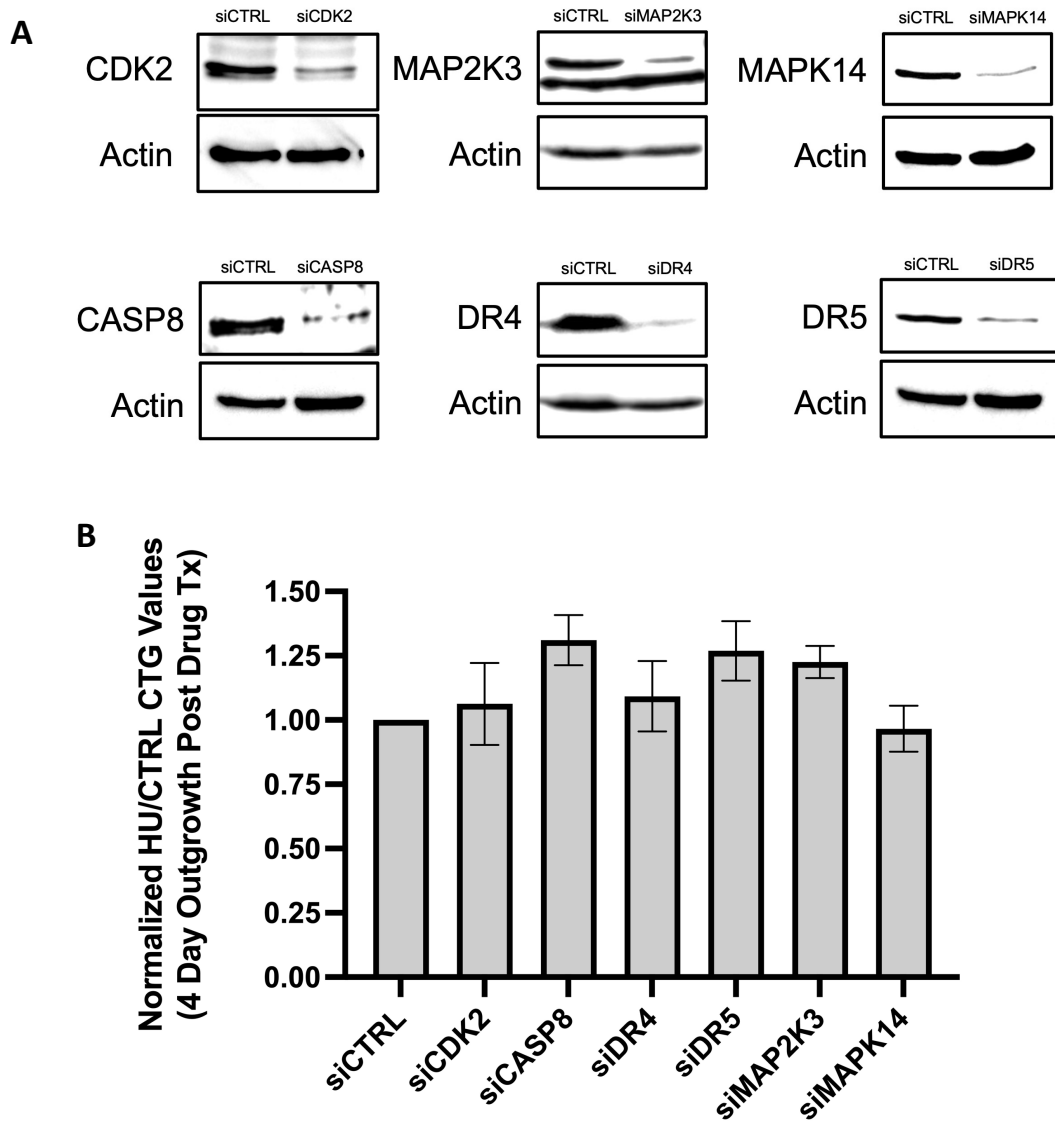 A
siCTRL siCDK2
CDK2
Actin
siCTRL siMAP2K3
MAP2K3
Actin
siCTRL siMAPK14
MAPK14
Actin
siCTRL siCASP8
CASP8
Actin
siCTRL siDR4
DR4
Actin
siCTRL siDR5
DR5
Actin
B
Normalized HU/CTRL CTG Values
(4 Day Outgrowth Post Drug Tx)
1.50
1.25
1.00
0.75
0.50
0.25
0.00
siCTRL
siCDK2
siCASP8
siDR4
siDR5
siMAP2K3
siMAPK14